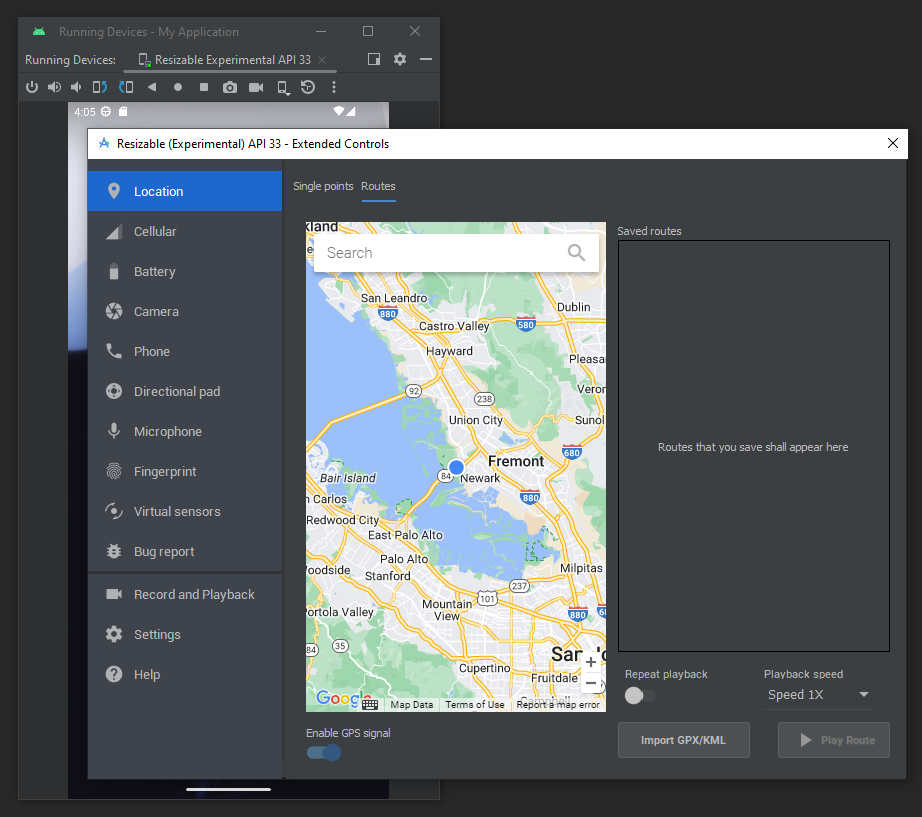 Running Devices - My Application
Running Devices:
Resizable Experimental API 33
4:05
Resizable (Experimental) API 33 - Extended Controls
Location
Cellular
Battery
Camera
Phone
Directional pad
Microphone
Fingerprint
Virtual sensors
Bug report
Record and Playback
Settings
Help
Single points
Routes
Search
San Leandro
Dublin
880
580
Castro Valley
Hayward
Pleasa
92
238
Veron
Union City
Sunol
680
Fremont
Bair Island
84
Newark
n Carlos
880
Redwood City
East Palo Alto
Palo Alto
Milpitas
oodside
Stanford
237
101
Mountain
View
ortola Valley
880
84
35
Cupertino
Fruitdale
Google
Map Data
Terms of Use
Report a map error
Enable GPS signal
Saved routes
Routes that you save shall appear here
Repeat playback
Playback speed
Speed 1X
Import GPX/KML
Play Route